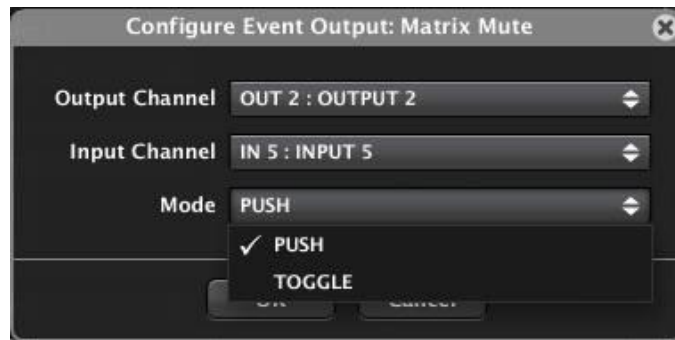 Configure Event Output: Matrix Mute
Output Channel OUT 2 : OUTPUT 2
Input Channel IN 5 : INPUT 5
Mode PUSH
✓ PUSH
TOGGLE